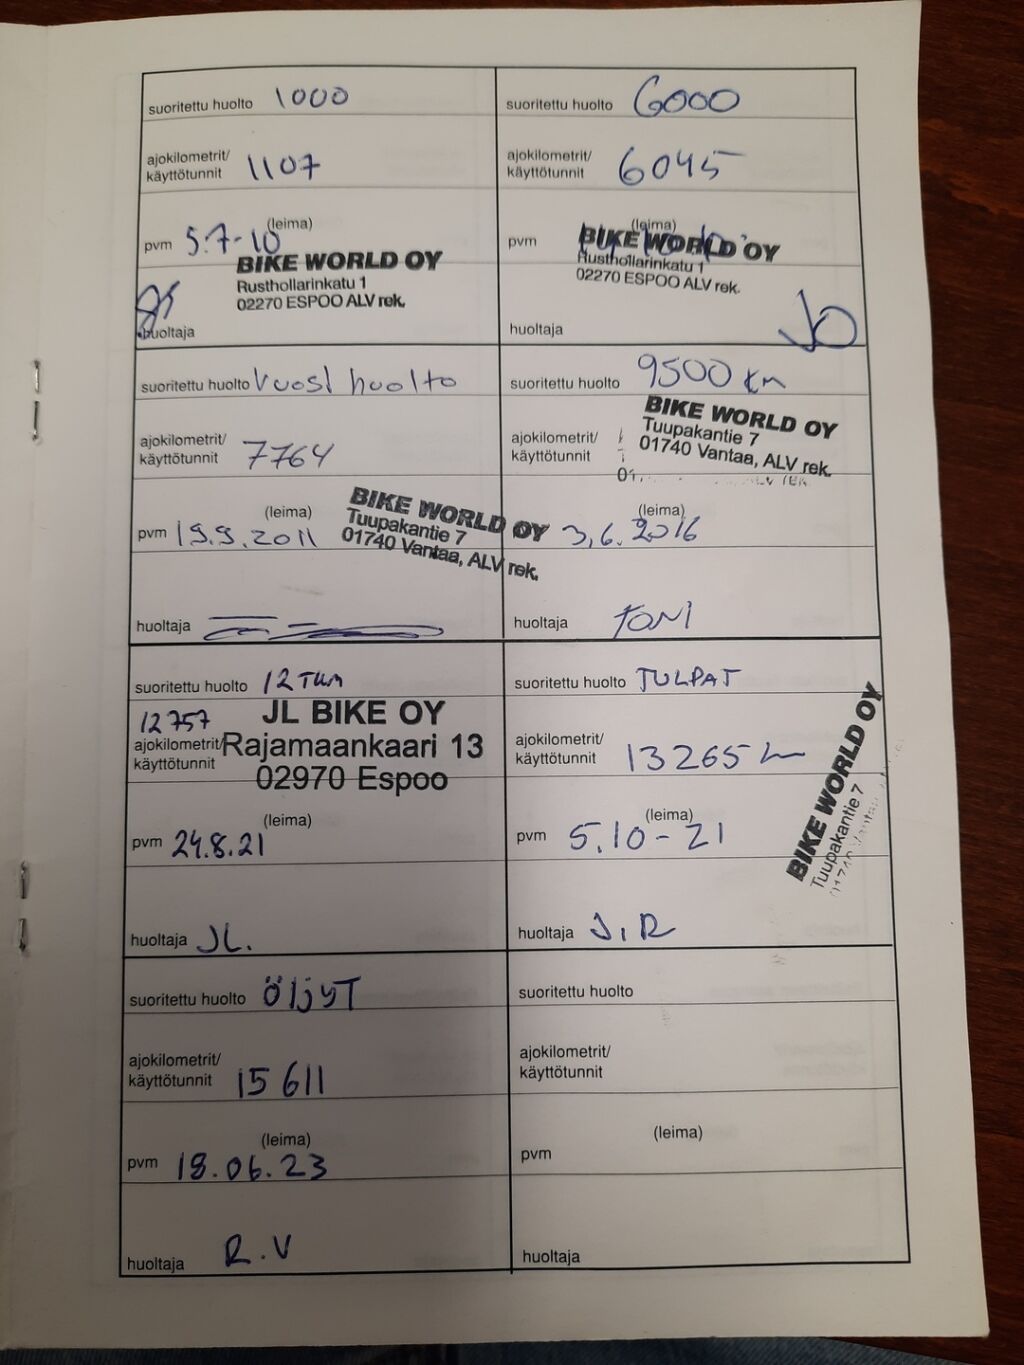 suoritettu huolto 1000
ajokilometrit/
käyttötunnit 1107
(leima)
pvm 5.7-10
BIKE WORLD OY
Rusthollarinkatu 1
02270 ESPOO ALV rek.
huoltaja
suoritettu huolto 6000
ajokilometrit/
käyttötunnit 6045
(leima)
pvm
BIKE WORLD OY
Rusthollarinkatu 1
02270 ESPOO ALV rek.
huoltaja JO
suoritettu huolto Vuosi huolto
ajokilometrit/
käyttötunnit 7764
(leima)
pvm 19.9.2011
BIKE WORLD OY
Tuupakantie 7
01740 Vantaa, ALV rek.
huoltaja
suoritettu huolto 9500 km
BIKE WORLD OY
Tuupakantie 7
01740 Vantaa, ALV rek.
ajokilometrit/
käyttötunnit
(leima)
3.6.2016
huoltaja TONI
suoritettu huolto 12TKM
12757
ajokilometrit/
käyttötunnit
JL BIKE OY
Rajamaankaari 13
02970 Espoo
(leima)
pvm 24.8.21
huoltaja JL.
suoritettu huolto TULPAT
ajokilometrit/
käyttötunnit 13265
(leima)
pvm 5.10-21
BIKE WORLD OY
Tuupakantie 7
01740 Vantaa
huoltaja J.R
suoritettu huolto ÖljyT
ajokilometrit/
käyttötunnit 15611
(leima)
pvm 18.06.23
huoltaja R.V
suoritettu huolto
ajokilometrit/
käyttötunnit
(leima)
pvm
huoltaja